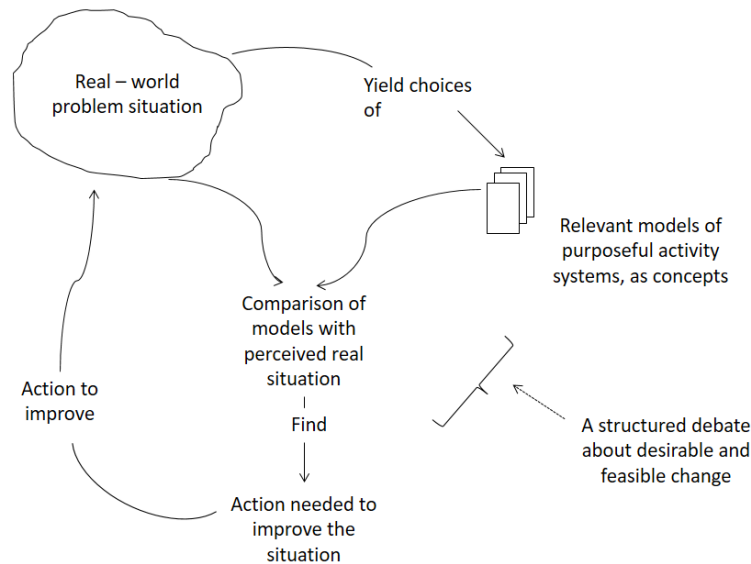 Real – world
problem situation
Yield choices
of
Relevant models of
purposeful activity
systems, as concepts
Comparison of
models with
perceived real
situation
Action to
improve
Find
A structured debate
about desirable and
feasible change
Action needed to
improve the
situation